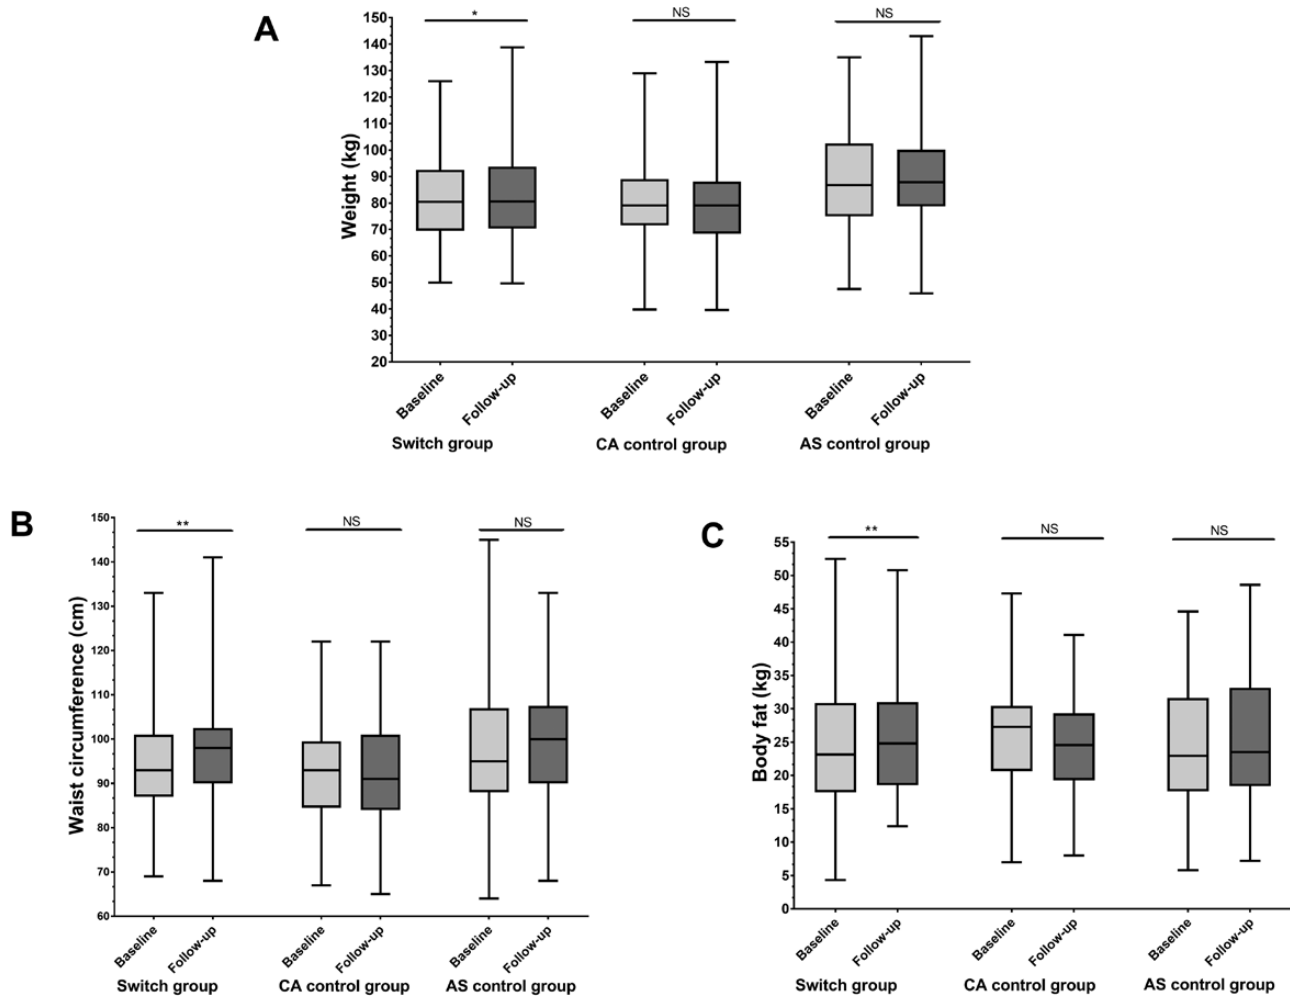 A
* NS NS
Weight (kg)
150
140
130
120
110
100
90
80
70
60
50
40
30
20
Baseline Follow-up Baseline Follow-up Baseline Follow-up
Switch group CA control group AS control group
B
** NS NS
Waist circumference (cm)
150
140
130
120
110
100
90
80
70
60
Baseline Follow-up Baseline Follow-up Baseline Follow-up
Switch group CA control group AS control group
C
** NS NS
Body fat (kg)
55
50
45
40
35
30
25
20
15
10
5
0
Baseline Follow-up Baseline Follow-up Baseline Follow-up
Switch group CA control group AS control group